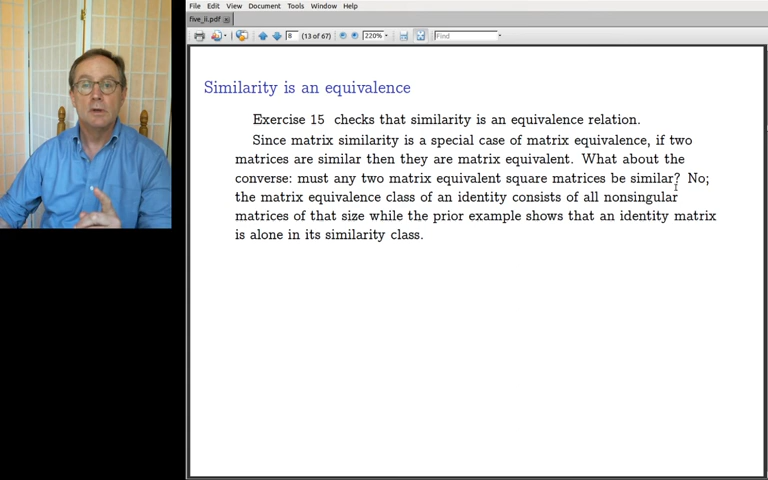 File Edit View Document Tools Window Help
five_ii.pdf
8 (13 of 67) 220% Find
Similarity is an equivalence
Exercise 15 checks that similarity is an equivalence relation.
Since matrix similarity is a special case of matrix equivalence, if two
matrices are similar then they are matrix equivalent. What about the
converse: must any two matrix equivalent square matrices be similar? No;
the matrix equivalence class of an identity consists of all nonsingular
matrices of that size while the prior example shows that an identity matrix
is alone in its similarity class.